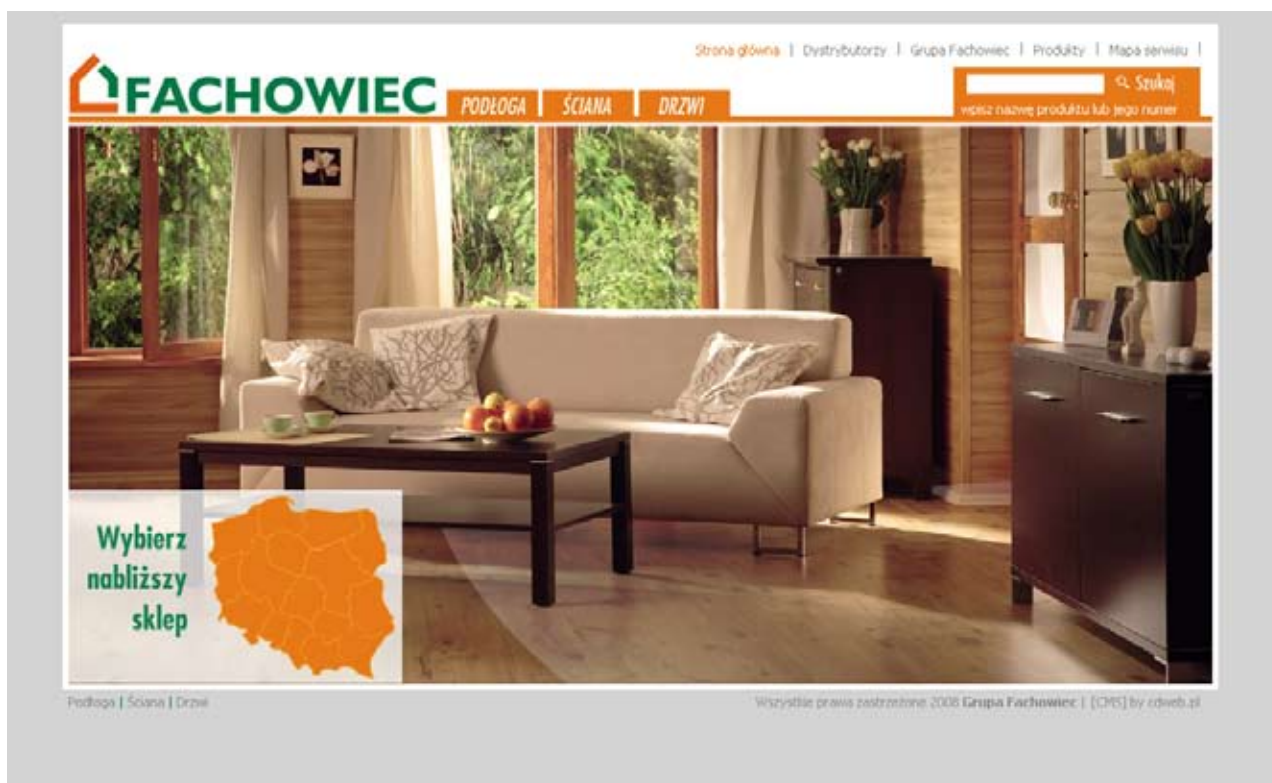 Strona główna | Dystrybutorzy | Grupa Fachowiec | Produkty | Mapa serwisu |
FACHOWIEC
PODŁOGA ŚCIANA DRZWI
Szukaj
wpisz nazwę produktu lub jego numer
Wybierz
nabliższy
sklep
Podłoga | Ściana | Drzwi
Wszystkie prawa zastrzeżone 2008 Grupa Fachowiec | [CMS] by cdweb.pl